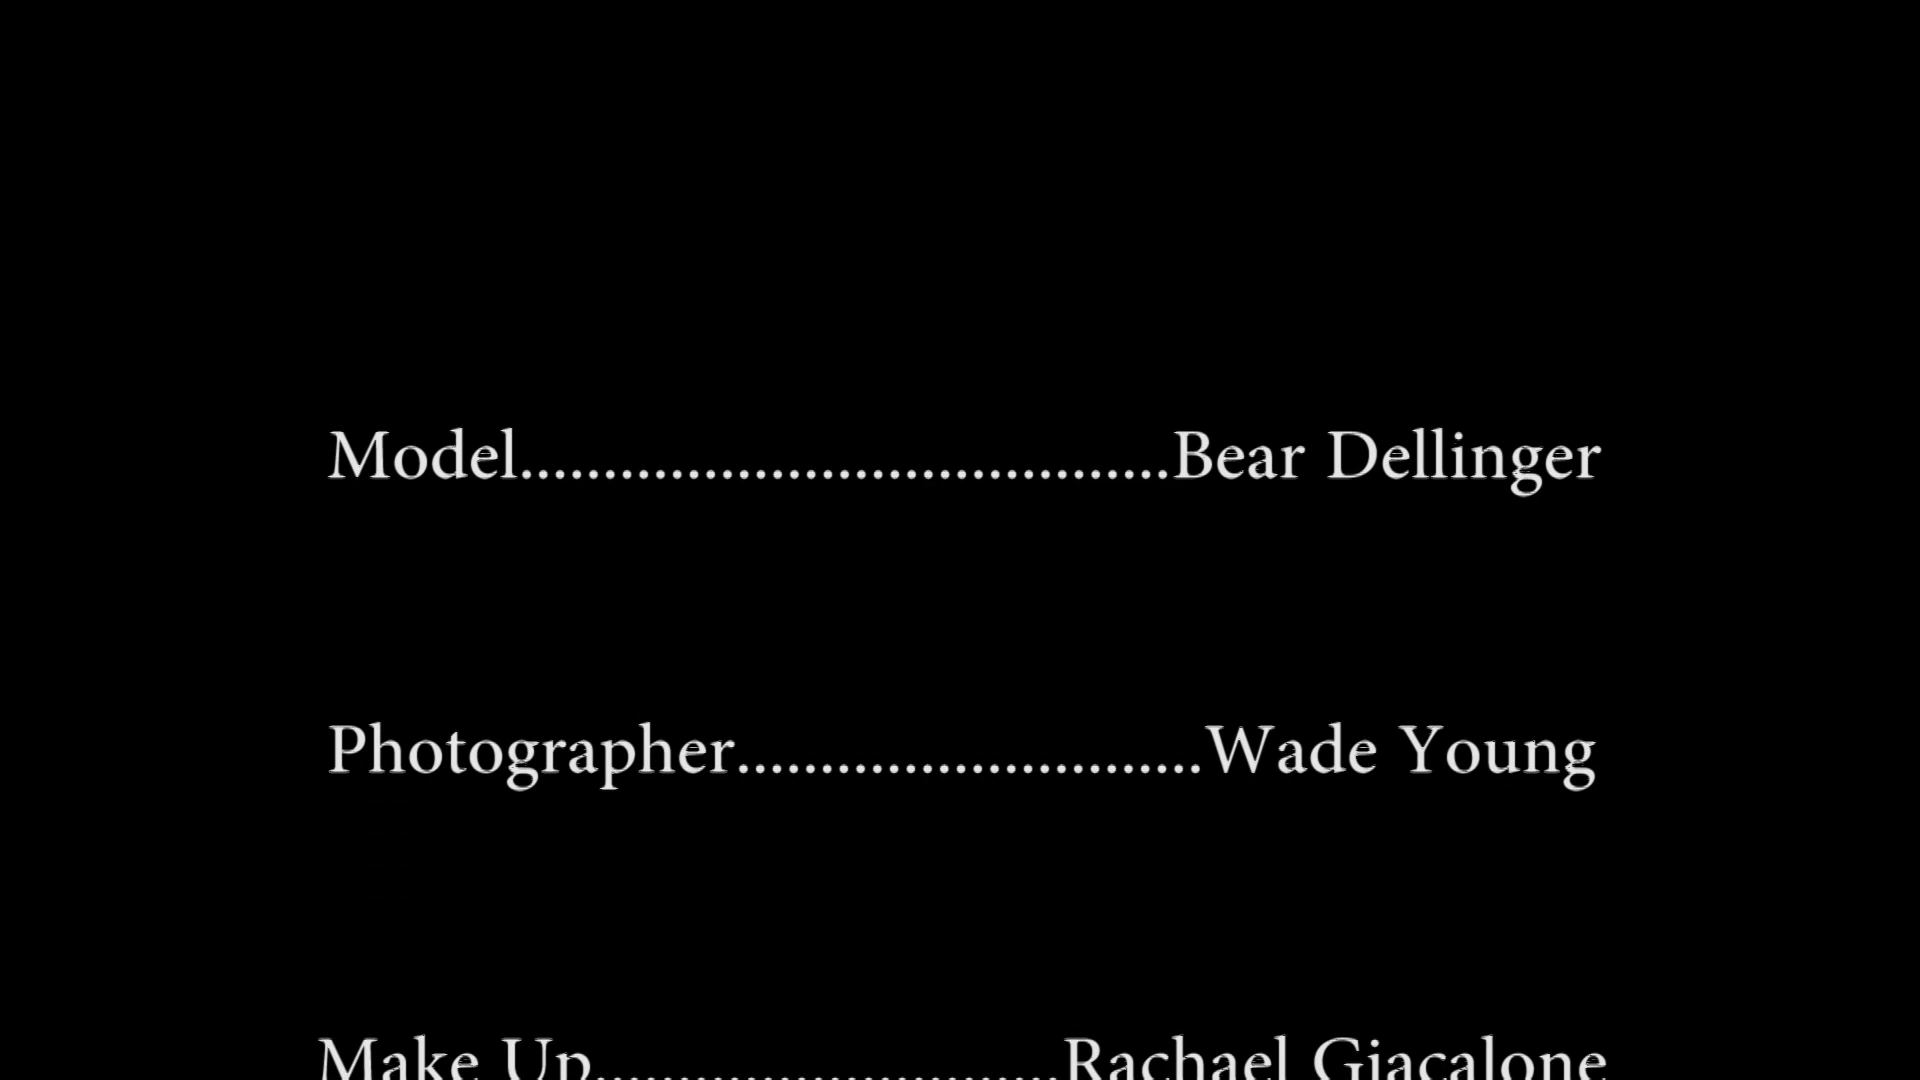 Model.......................................Bear Dellinger
Photographer............................Wade Young
Make Up............................Rachael Giacalone